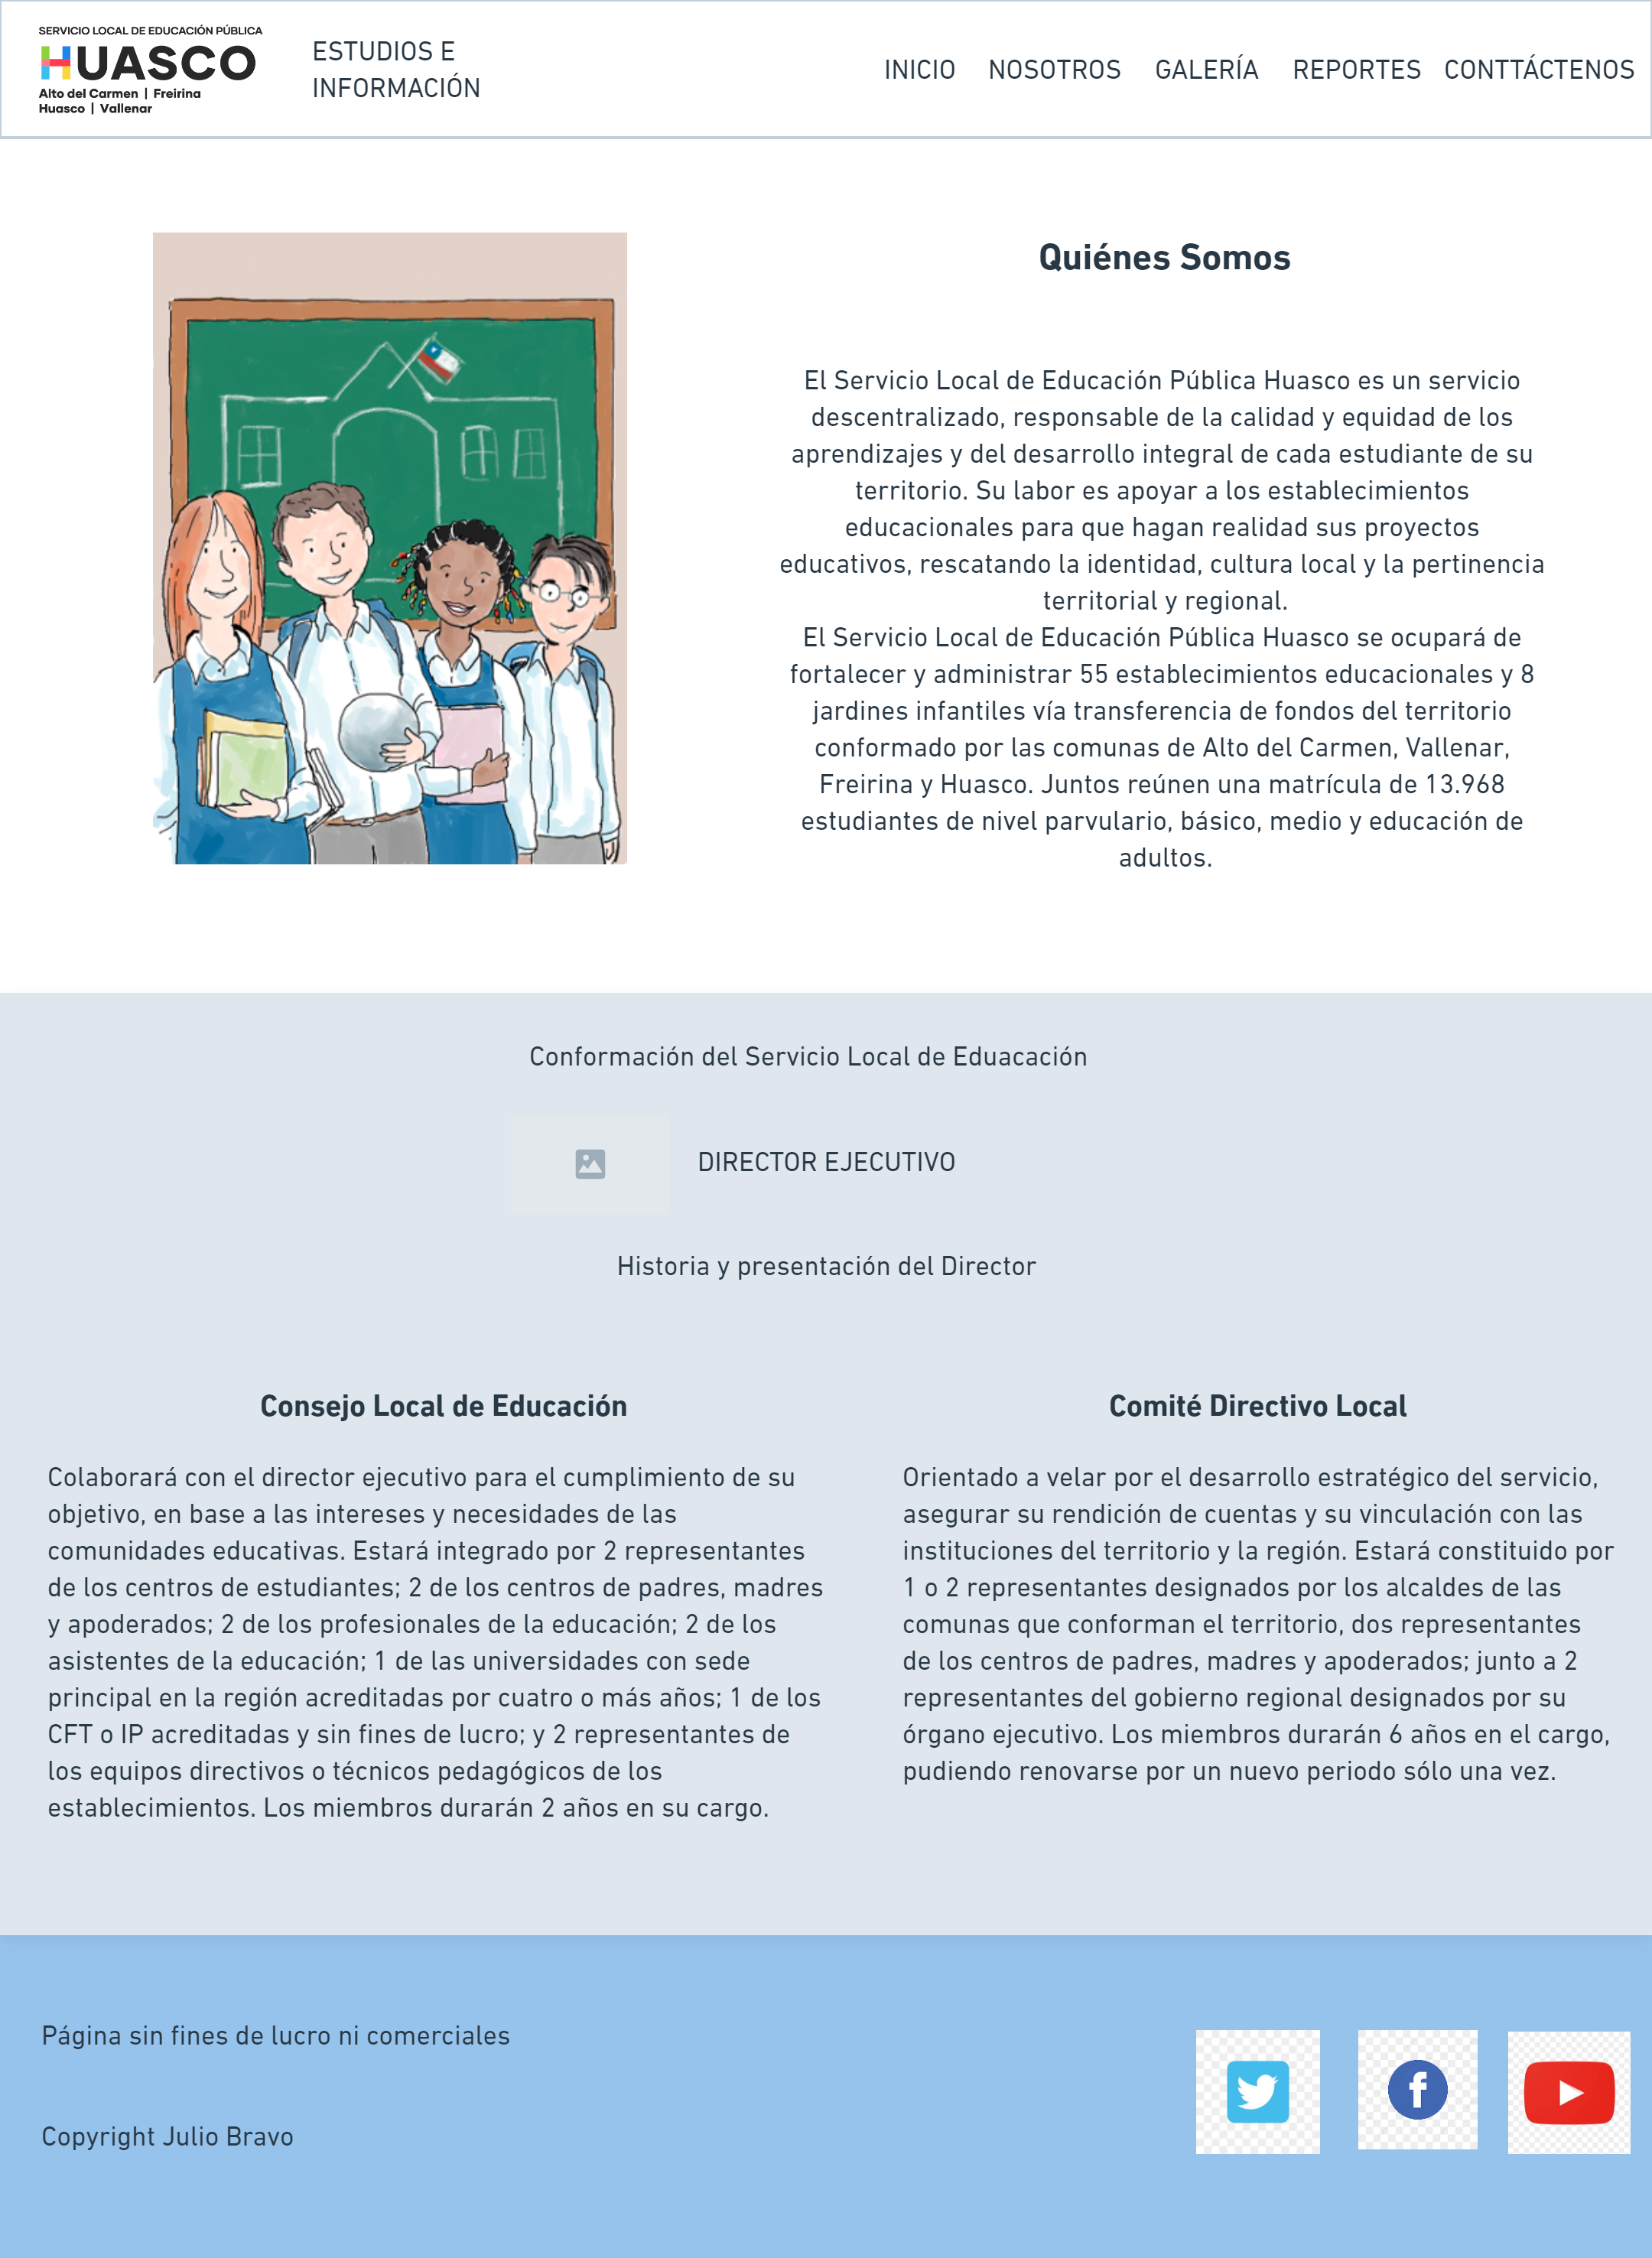 SERVICIO LOCAL DE EDUCACIÓN PÚBLICA
HUASCO
Alto del Carmen | Freirina
Huasco | Vallenar
ESTUDIOS E
INFORMACIÓN
INICIO NOSOTROS GALERÍA REPORTES CONTTÁCTENOS
Quiénes Somos
El Servicio Local de Educación Pública Huasco es un servicio
descentralizado, responsable de la calidad y equidad de los
aprendizajes y del desarrollo integral de cada estudiante de su
territorio. Su labor es apoyar a los establecimientos
educacionales para que hagan realidad sus proyectos
educativos, rescatando la identidad, cultura local y la pertinencia
territorial y regional.
El Servicio Local de Educación Pública Huasco se ocupará de
fortalecer y administrar 55 establecimientos educacionales y 8
jardines infantiles vía transferencia de fondos del territorio
conformado por las comunas de Alto del Carmen, Vallenar,
Freirina y Huasco. Juntos reúnen una matrícula de 13.968
estudiantes de nivel parvulario, básico, medio y educación de
adultos.
Conformación del Servicio Local de Eduacación
DIRECTOR EJECUTIVO
Historia y presentación del Director
Consejo Local de Educación
Colaborará con el director ejecutivo para el cumplimiento de su
objetivo, en base a las intereses y necesidades de las
comunidades educativas. Estará integrado por 2 representantes
de los centros de estudiantes; 2 de los centros de padres, madres
y apoderados; 2 de los profesionales de la educación; 2 de los
asistentes de la educación; 1 de las universidades con sede
principal en la región acreditadas por cuatro o más años; 1 de los
CFT o IP acreditadas y sin fines de lucro; y 2 representantes de
los equipos directivos o técnicos pedagógicos de los
establecimientos. Los miembros durarán 2 años en su cargo.
Comité Directivo Local
Orientado a velar por el desarrollo estratégico del servicio,
asegurar su rendición de cuentas y su vinculación con las
instituciones del territorio y la región. Estará constituido por
1 o 2 representantes designados por los alcaldes de las
comunas que conforman el territorio, dos representantes
de los centros de padres, madres y apoderados; junto a 2
representantes del gobierno regional designados por su
órgano ejecutivo. Los miembros durarán 6 años en el cargo,
pudiendo renovarse por un nuevo periodo sólo una vez.
Página sin fines de lucro ni comerciales
Copyright Julio Bravo